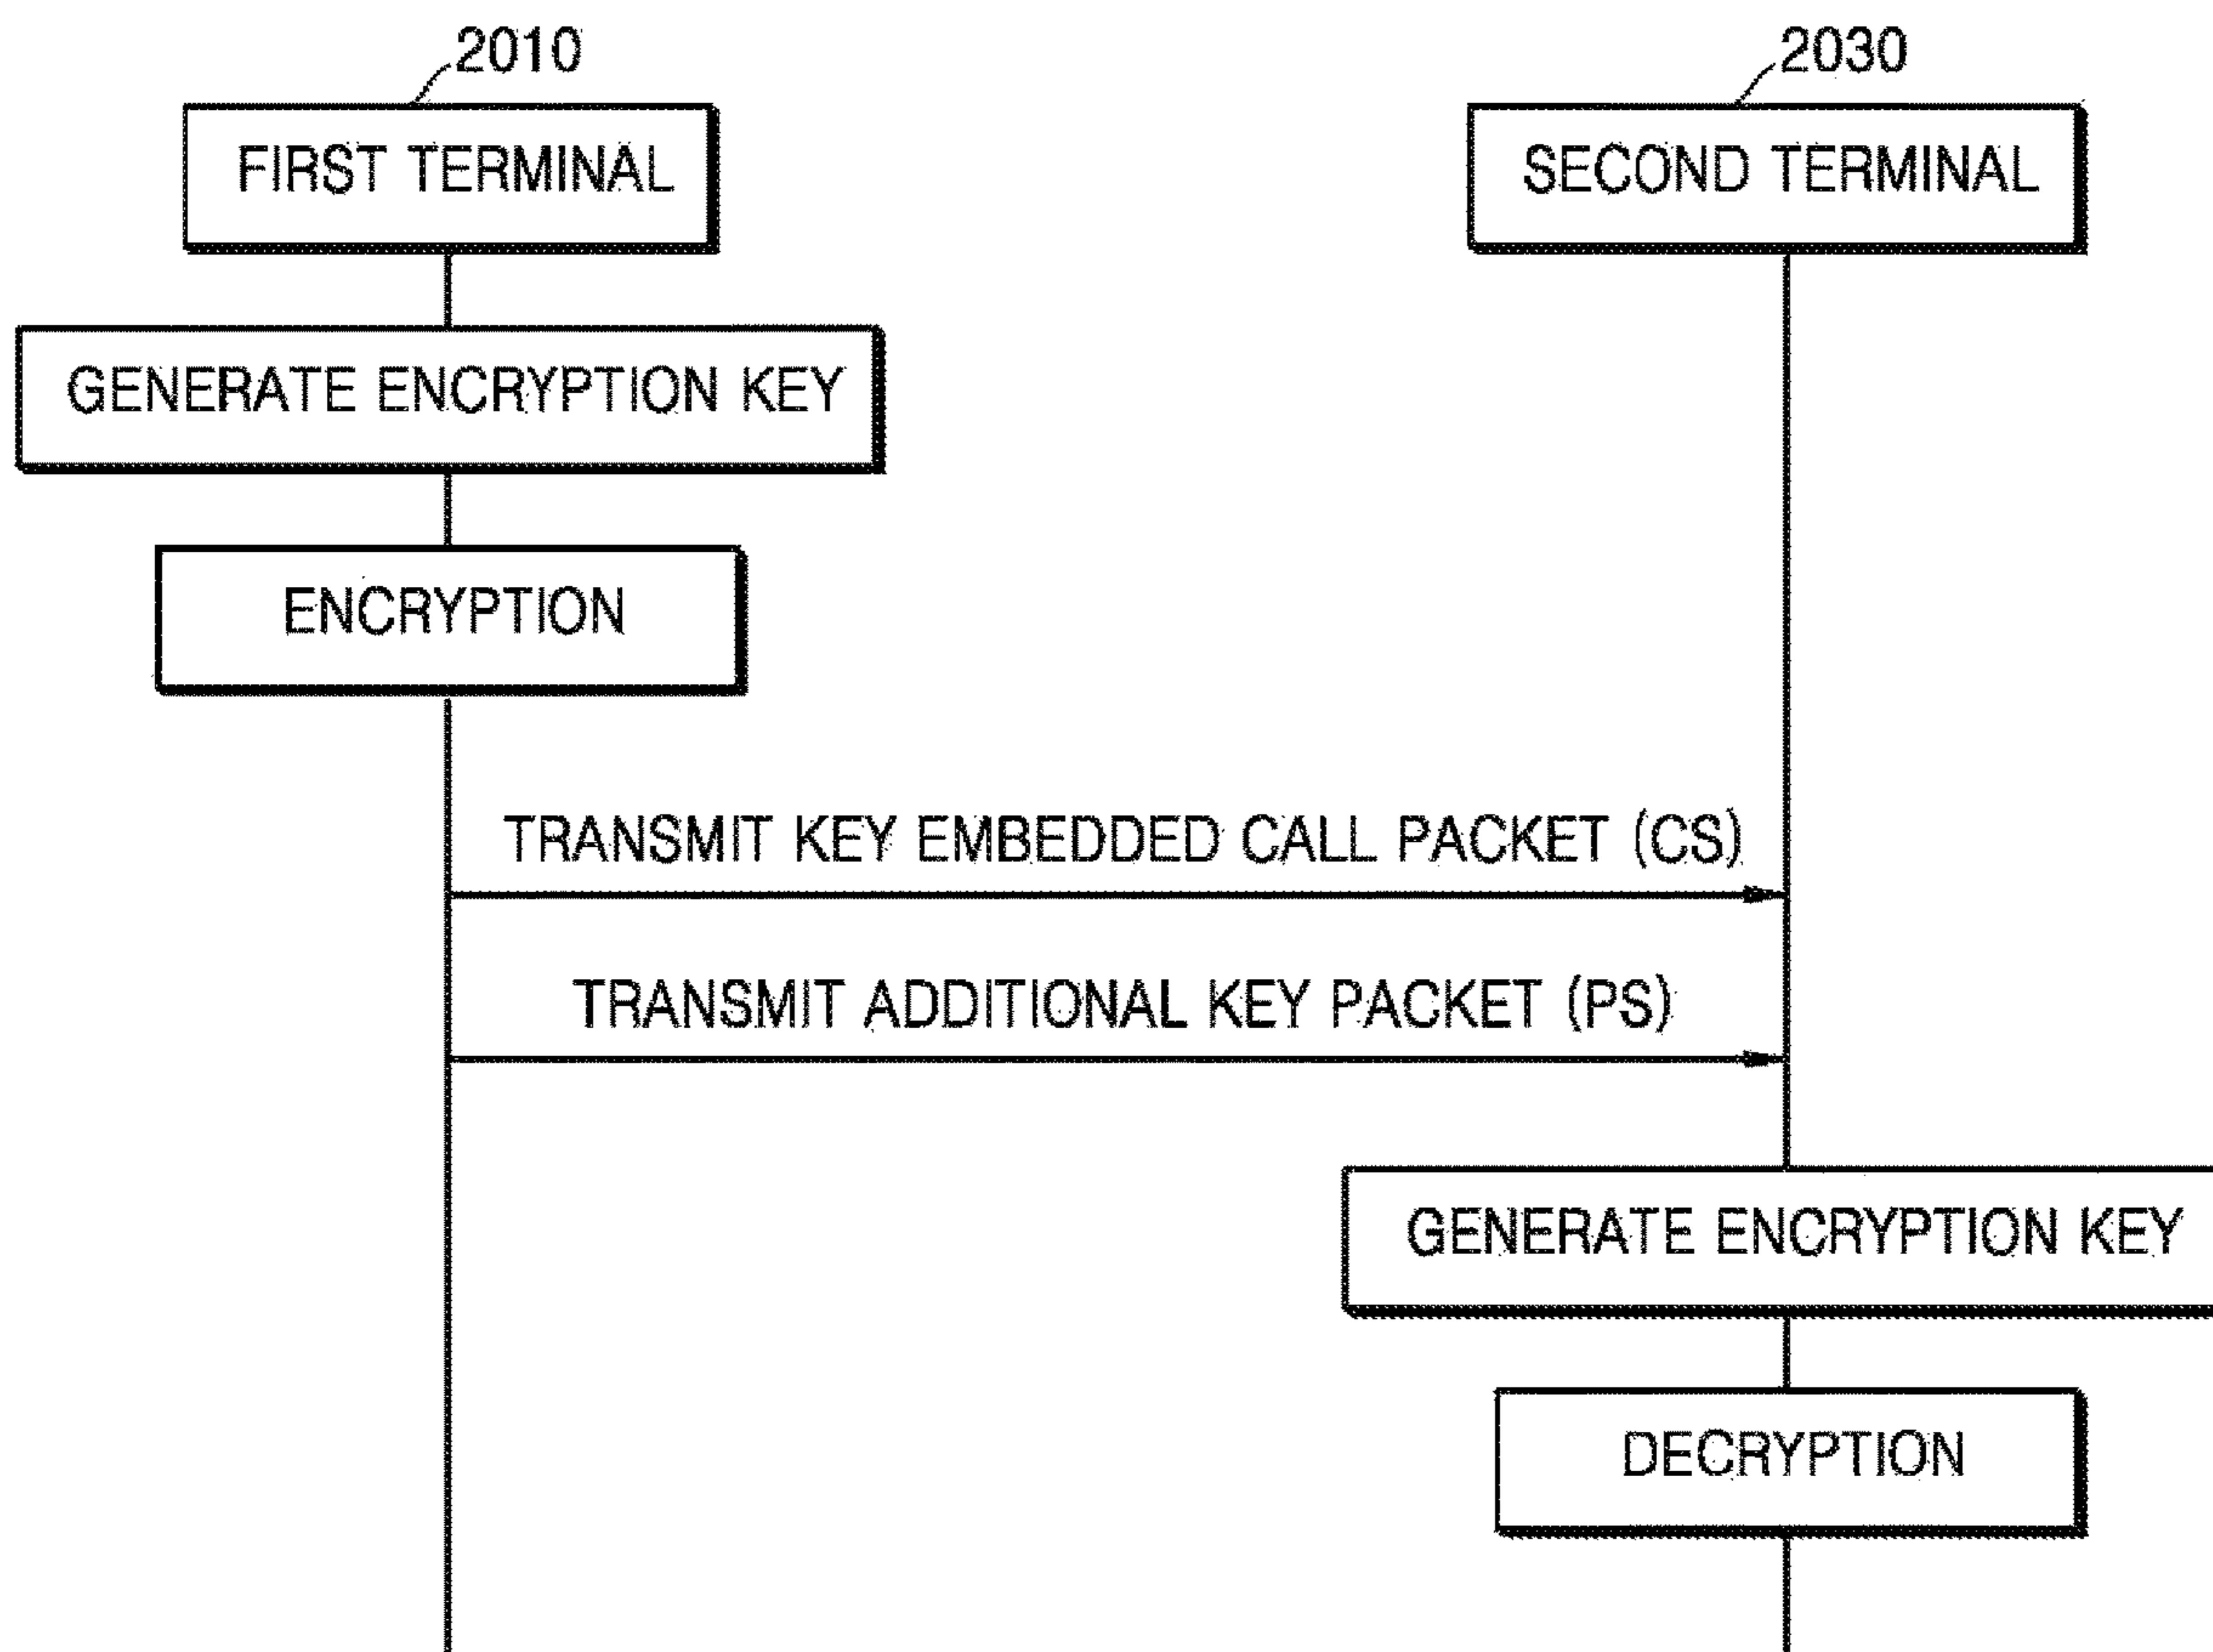 2010
2030
FIRST TERMINAL
SECOND TERMINAL
GENERATE ENCRYPTION KEY
ENCRYPTION
TRANSMIT KEY EMBEDDED CALL PACKET (CS)
TRANSMIT ADDITIONAL KEY PACKET (PS)
GENERATE ENCRYPTION KEY
DECRYPTION